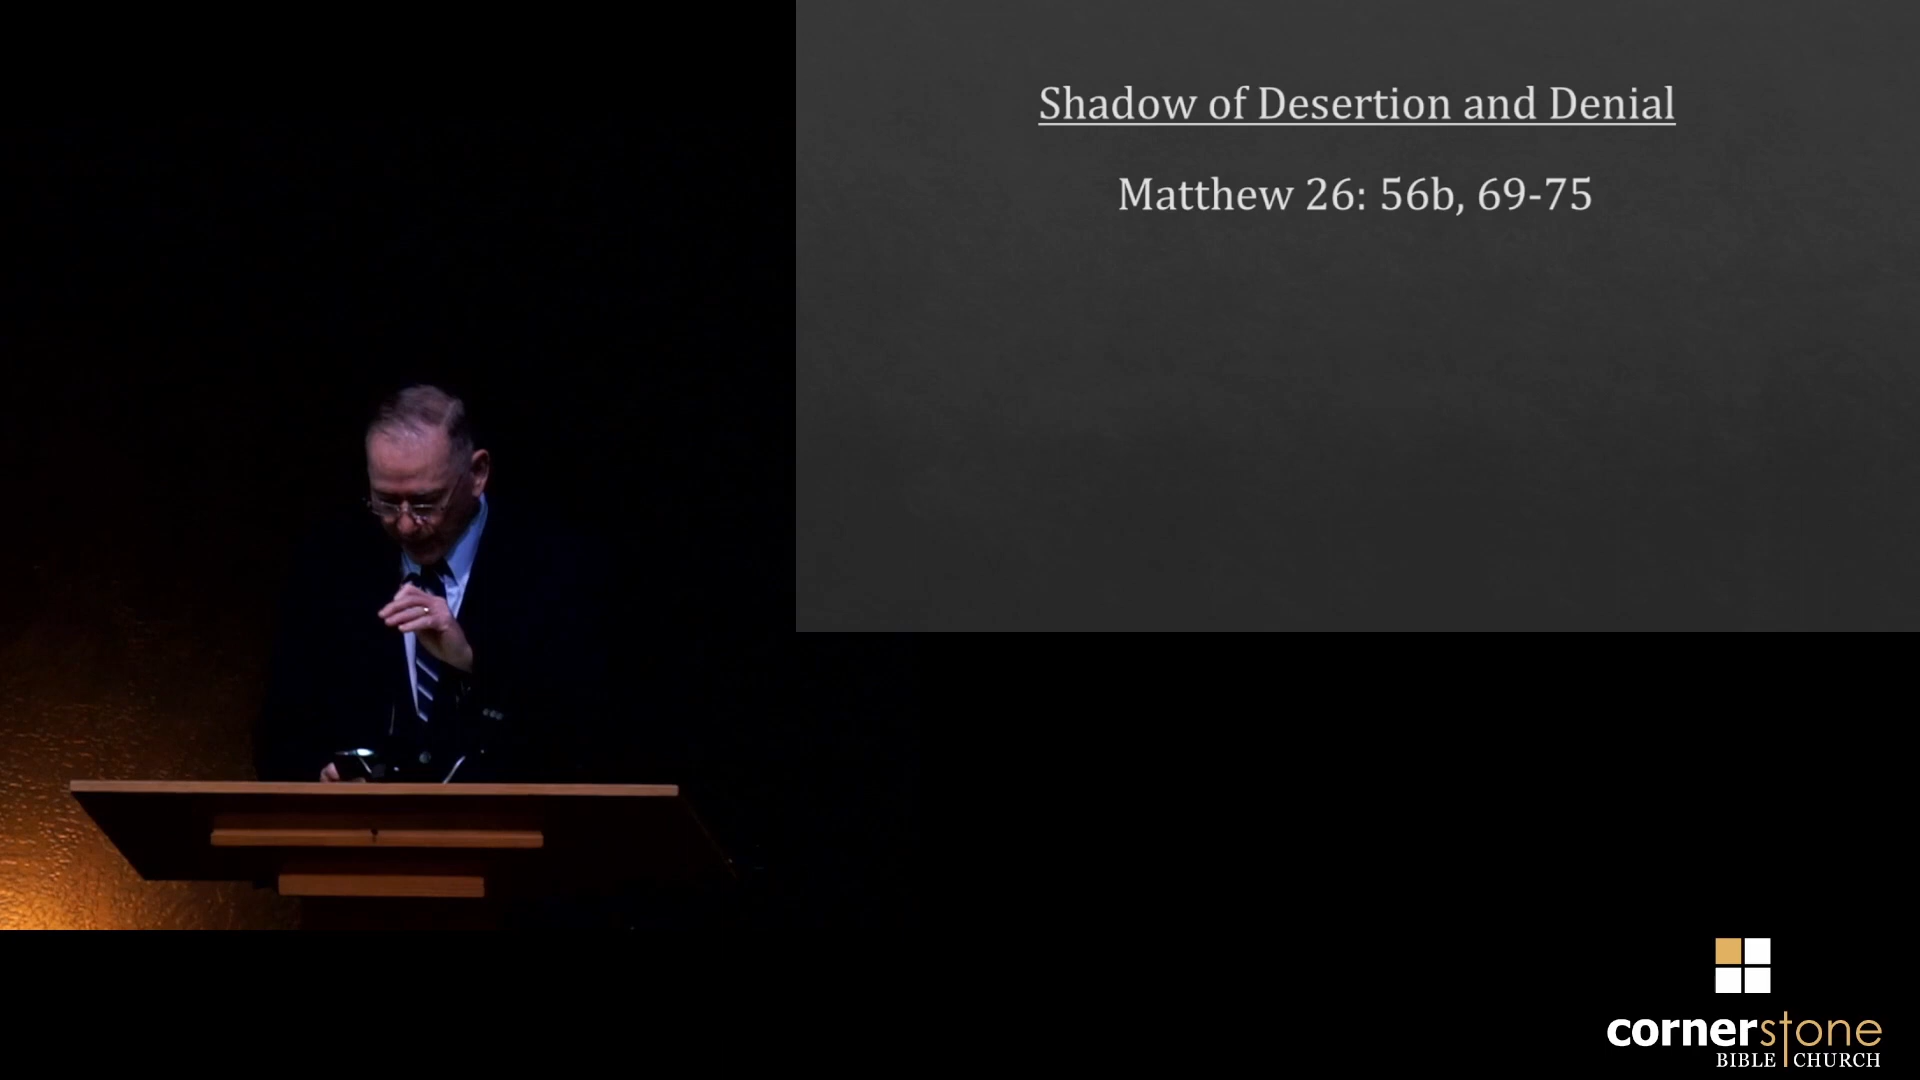 Shadow of Desertion and Denial
Matthew 26: 56b, 69-75
cornerstone
BIBLE CHURCH